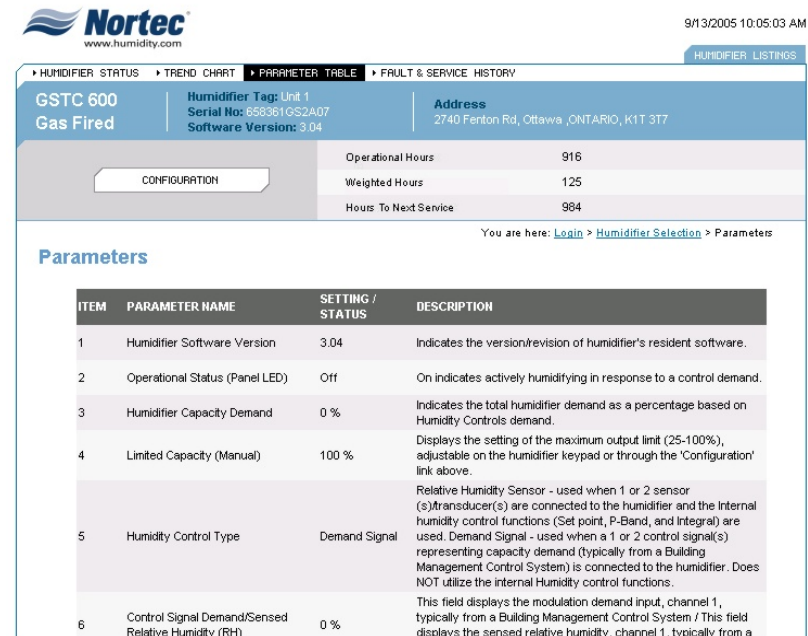 Nortec
www.humidity.com
9/13/2005 10:05:03 AM
HUMIDIFIER LISTINGS
HUMIDIFIER STATUS TREND CHART PARAMETER TABLE FAULT & SERVICE HISTORY
GSTC 600
Gas Fired
Humidifier Tag: Unit 1
Serial No: 658361GS2A07
Software Version: 3.04
Address
2740 Fenton Rd, Ottawa ,ONTARIO, K1T 3T7
CONFIGURATION
Operational Hours 916
Weighted Hours 125
Hours To Next Service 984
You are here: Login > Humidifier Selection > Parameters
Parameters
ITEM PARAMETER NAME SETTING / STATUS DESCRIPTION
1 Humidifier Software Version 3.04 Indicates the version/revision of humidifier's resident software.
2 Operational Status (Panel LED) Off On indicates actively humidifying in response to a control demand.
3 Humidifier Capacity Demand 0 % Indicates the total humidifier demand as a percentage based on
Humidity Controls demand.
4 Limited Capacity (Manual) 100 % Displays the setting of the maximum output limit (25-100%),
adjustable on the humidifier keypad or through the 'Configuration'
link above.
5 Humidity Control Type Demand Signal Relative Humidity Sensor - used when 1 or 2 sensor
(s)/transducer(s) are connected to the humidifier and the Internal
humidity control functions (Set point, P-Band, and Integral) are
used. Demand Signal - used when a 1 or 2 control signal(s)
representing capacity demand (typically from a Building
Management Control System) is connected to the humidifier. Does
NOT utilize the internal Humidity control functions.
6 Control Signal Demand/Sensed
Relative Humidity (RH) 0 % This field displays the modulation demand input, channel 1,
typically from a Building Management Control System / This field
displays the sensed relative humidity, channel 1, typically from a